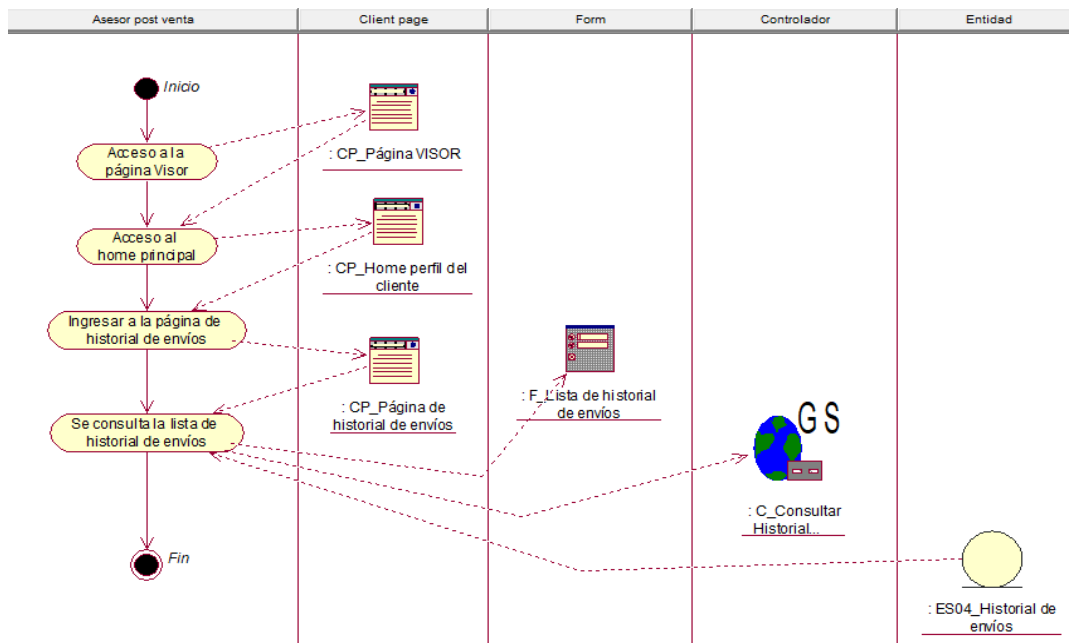 Asesor post venta
Client page
Form
Controlador
Entidad
Inicio
Acceso a la
página Visor
: CP_Página VISOR
Acceso al
home principal
: CP_Home perfil del
cliente
Ingresar a la página de
historial de envíos
: CP_Página de
historial de envíos
: F_Lista de historial
de envíos
Se consulta la lista de
historial de envíos
GS
: C_Consultar
Historial...
Fin
: ES04_Historial de
envíos